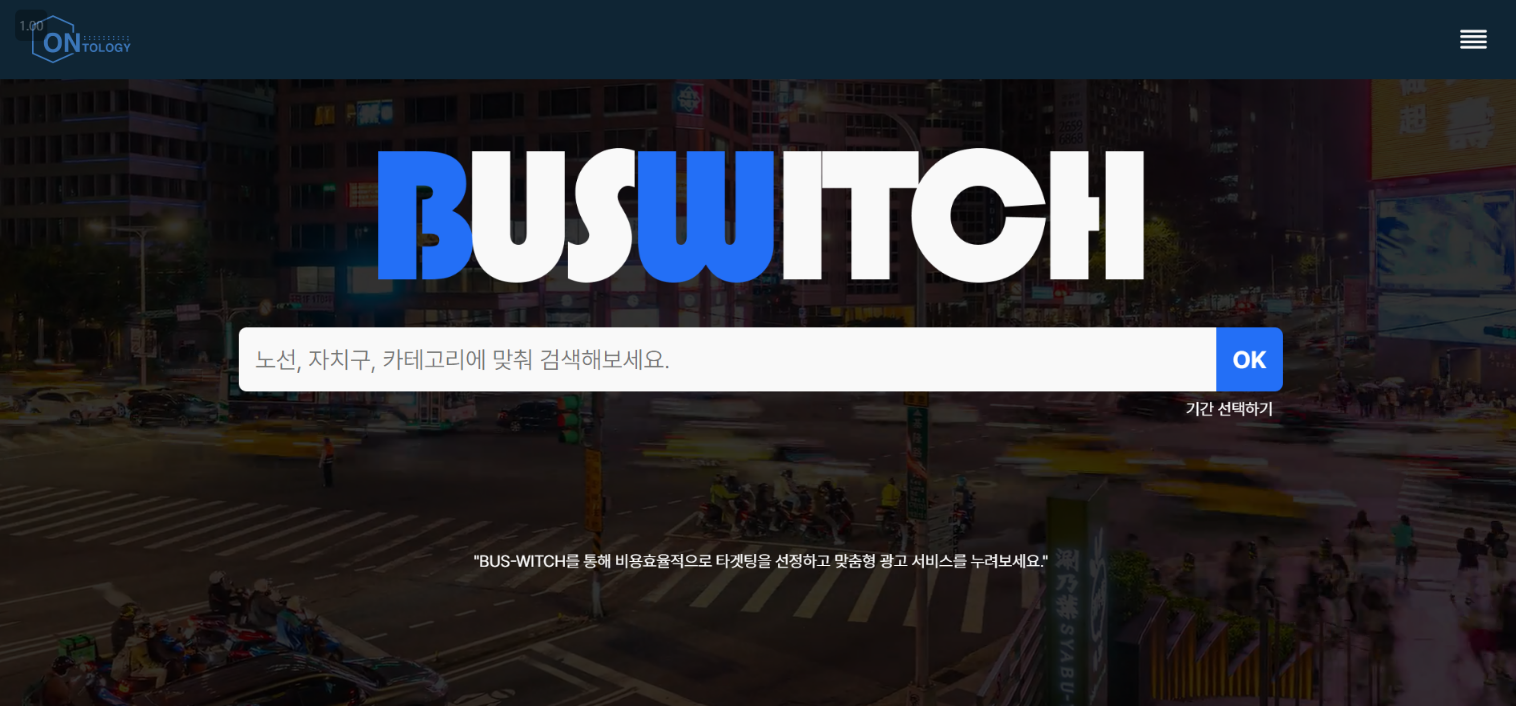 1.00
ONTOLOGY
BUSWITCH
노선, 자치구, 카테고리에 맞춰 검색해보세요.
OK
기간 선택하기
"BUS-WITCH를 통해 비용효율적으로 타겟팅을 선정하고 맞춤형 광고 서비스를 누려보세요."